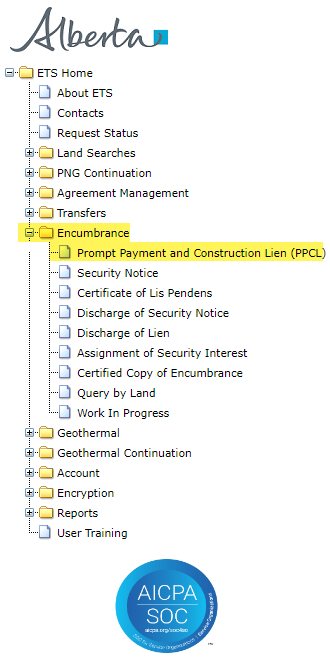 Alberta
ETS Home
About ETS
Contacts
Request Status
Land Searches
PNG Continuation
Agreement Management
Transfers
Encumbrance
Prompt Payment and Construction Lien (PPCL)
Security Notice
Certificate of Lis Pendens
Discharge of Security Notice
Discharge of Lien
Assignment of Security Interest
Certified Copy of Encumbrance
Query by Land
Work In Progress
Geothermal
Geothermal Continuation
Account
Encryption
Reports
User Training
AICPA
SOC